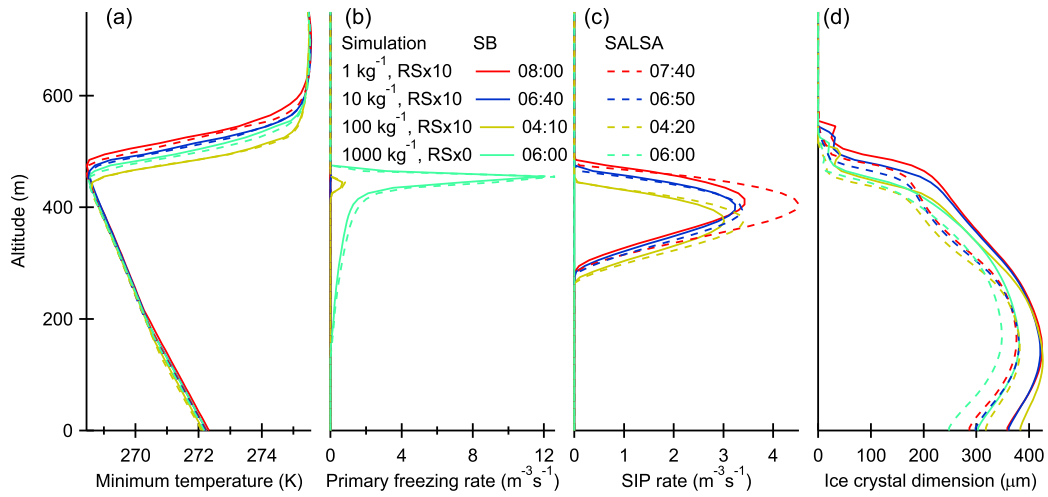 (a) (b) (c) (d)
Simulation SB SALSA
1 kg⁻¹, RSx10 08:00 07:40
10 kg⁻¹, RSx10 06:40 06:50
100 kg⁻¹, RSx10 04:10 04:20
1000 kg⁻¹, RSx0 06:00 06:00
Altitude (m)
600
400
200
0
270 272 274 0 4 8 12 0 1 2 3 4 0 100 200 300 400
Minimum temperature (K) Primary freezing rate (m⁻³s⁻¹) SIP rate (m⁻³s⁻¹) Ice crystal dimension (μm)